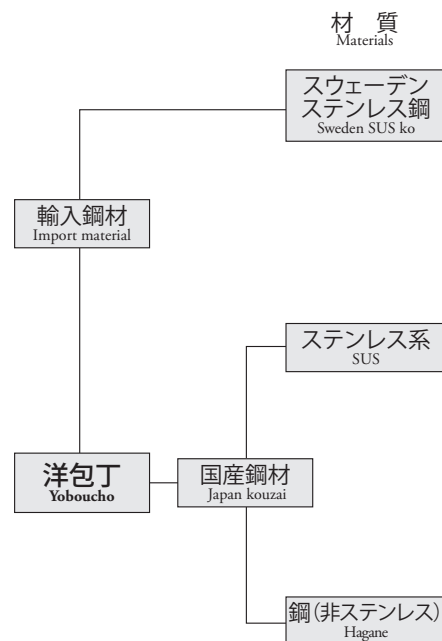 材 質
Materials
スウェーデン
ステンレス鋼
Sweden SUS ko
輸入鋼材
Import material
ステンレス系
SUS
洋包丁
Yoboucho
国産鋼材
Japan kouzai
鋼(非ステンレス)
Hagane